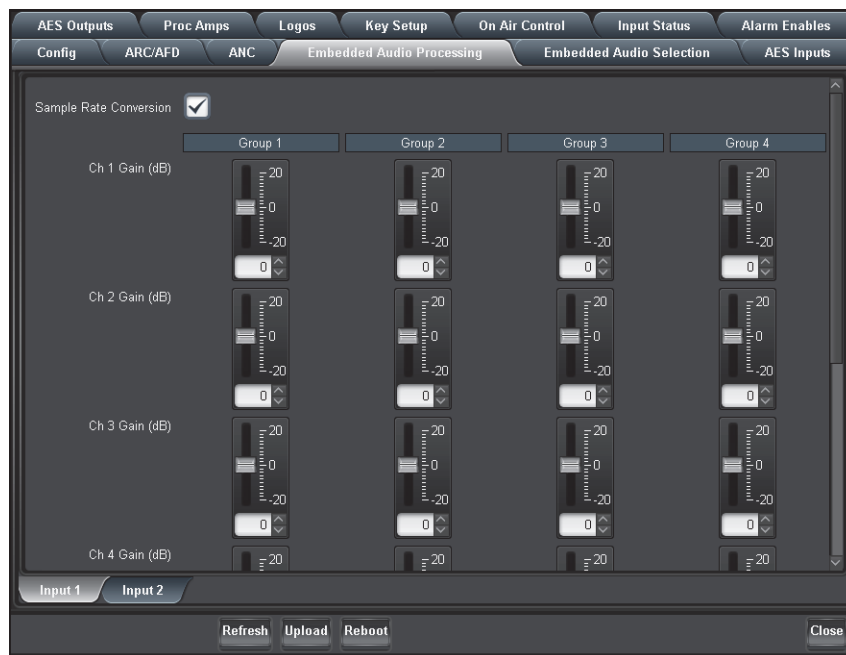 AES Outputs Proc Amps Logos Key Setup On Air Control Input Status Alarm Enables
Config ARC/AFD ANC Embedded Audio Processing Embedded Audio Selection AES Inputs
Sample Rate Conversion
Group 1 Group 2 Group 3 Group 4
Ch 1 Gain (dB)
20 20 20 20
0 0 0 0
-20 -20 -20 -20
0 0 0 0
Ch 2 Gain (dB)
20 20 20 20
0 0 0 0
-20 -20 -20 -20
0 0 0 0
Ch 3 Gain (dB)
20 20 20 20
0 0 0 0
-20 -20 -20 -20
0 0 0 0
Ch 4 Gain (dB)
20 20 20 20
Input 1 Input 2
Refresh Upload Reboot Close